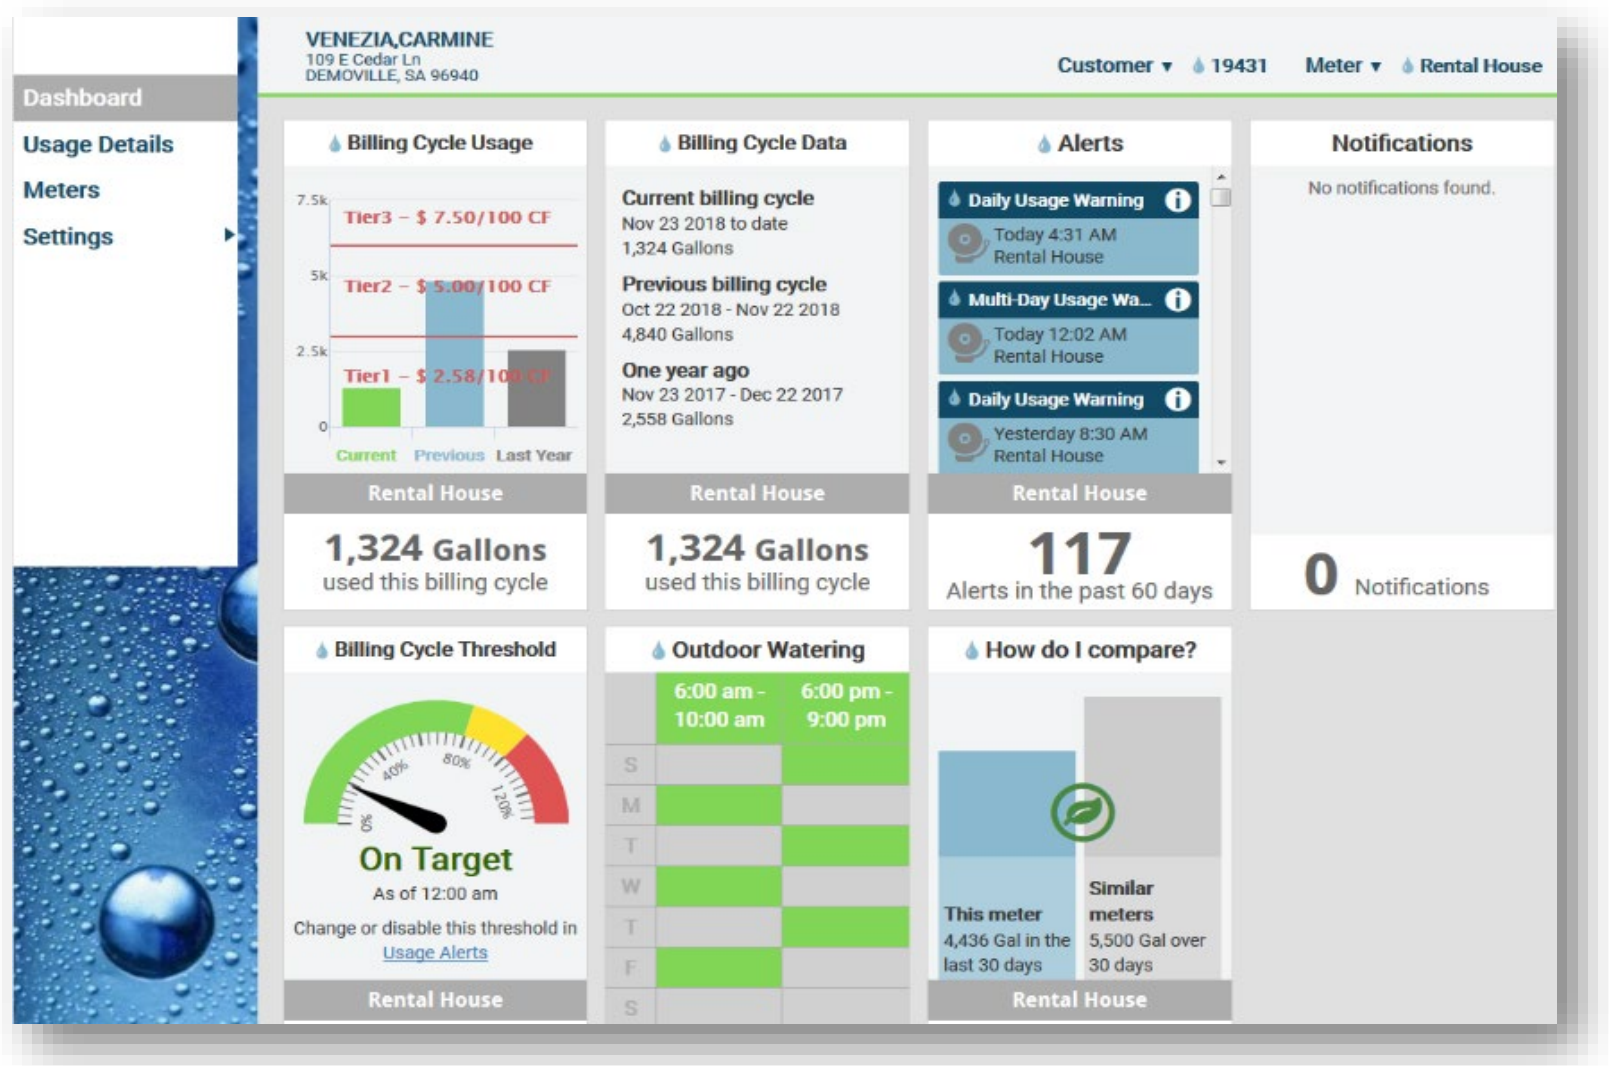 VENEZIA,CARMINE
109 E Cedar Ln
DEMOVILLE, SA 96940
Customer ▾ 19431 Meter ▾ Rental House
Dashboard
Usage Details
Meters
Settings
Billing Cycle Usage
7.5k
5k
2.5k
0
Tier3 – $ 7.50/100 CF
Tier2 – $ 5.00/100 CF
Tier1 – $ 2.58/100 CF
Current Previous Last Year
Rental House
1,324 Gallons
used this billing cycle
Billing Cycle Data
Current billing cycle
Nov 23 2018 to date
1,324 Gallons
Previous billing cycle
Oct 22 2018 - Nov 22 2018
4,840 Gallons
One year ago
Nov 23 2017 - Dec 22 2017
2,558 Gallons
Rental House
1,324 Gallons
used this billing cycle
Alerts
Daily Usage Warning
Today 4:31 AM
Rental House
Multi-Day Usage Wa...
Today 12:02 AM
Rental House
Daily Usage Warning
Yesterday 8:30 AM
Rental House
Rental House
117
Alerts in the past 60 days
Notifications
No notifications found.
0 Notifications
Billing Cycle Threshold
0%
40%
80%
120%
On Target
As of 12:00 am
Change or disable this threshold in
Usage Alerts
Rental House
Outdoor Watering
6:00 am -
10:00 am
6:00 pm -
9:00 pm
S
M
T
W
T
F
S
How do I compare?
This meter
4,436 Gal in the
last 30 days
Similar
meters
5,500 Gal over
30 days
Rental House